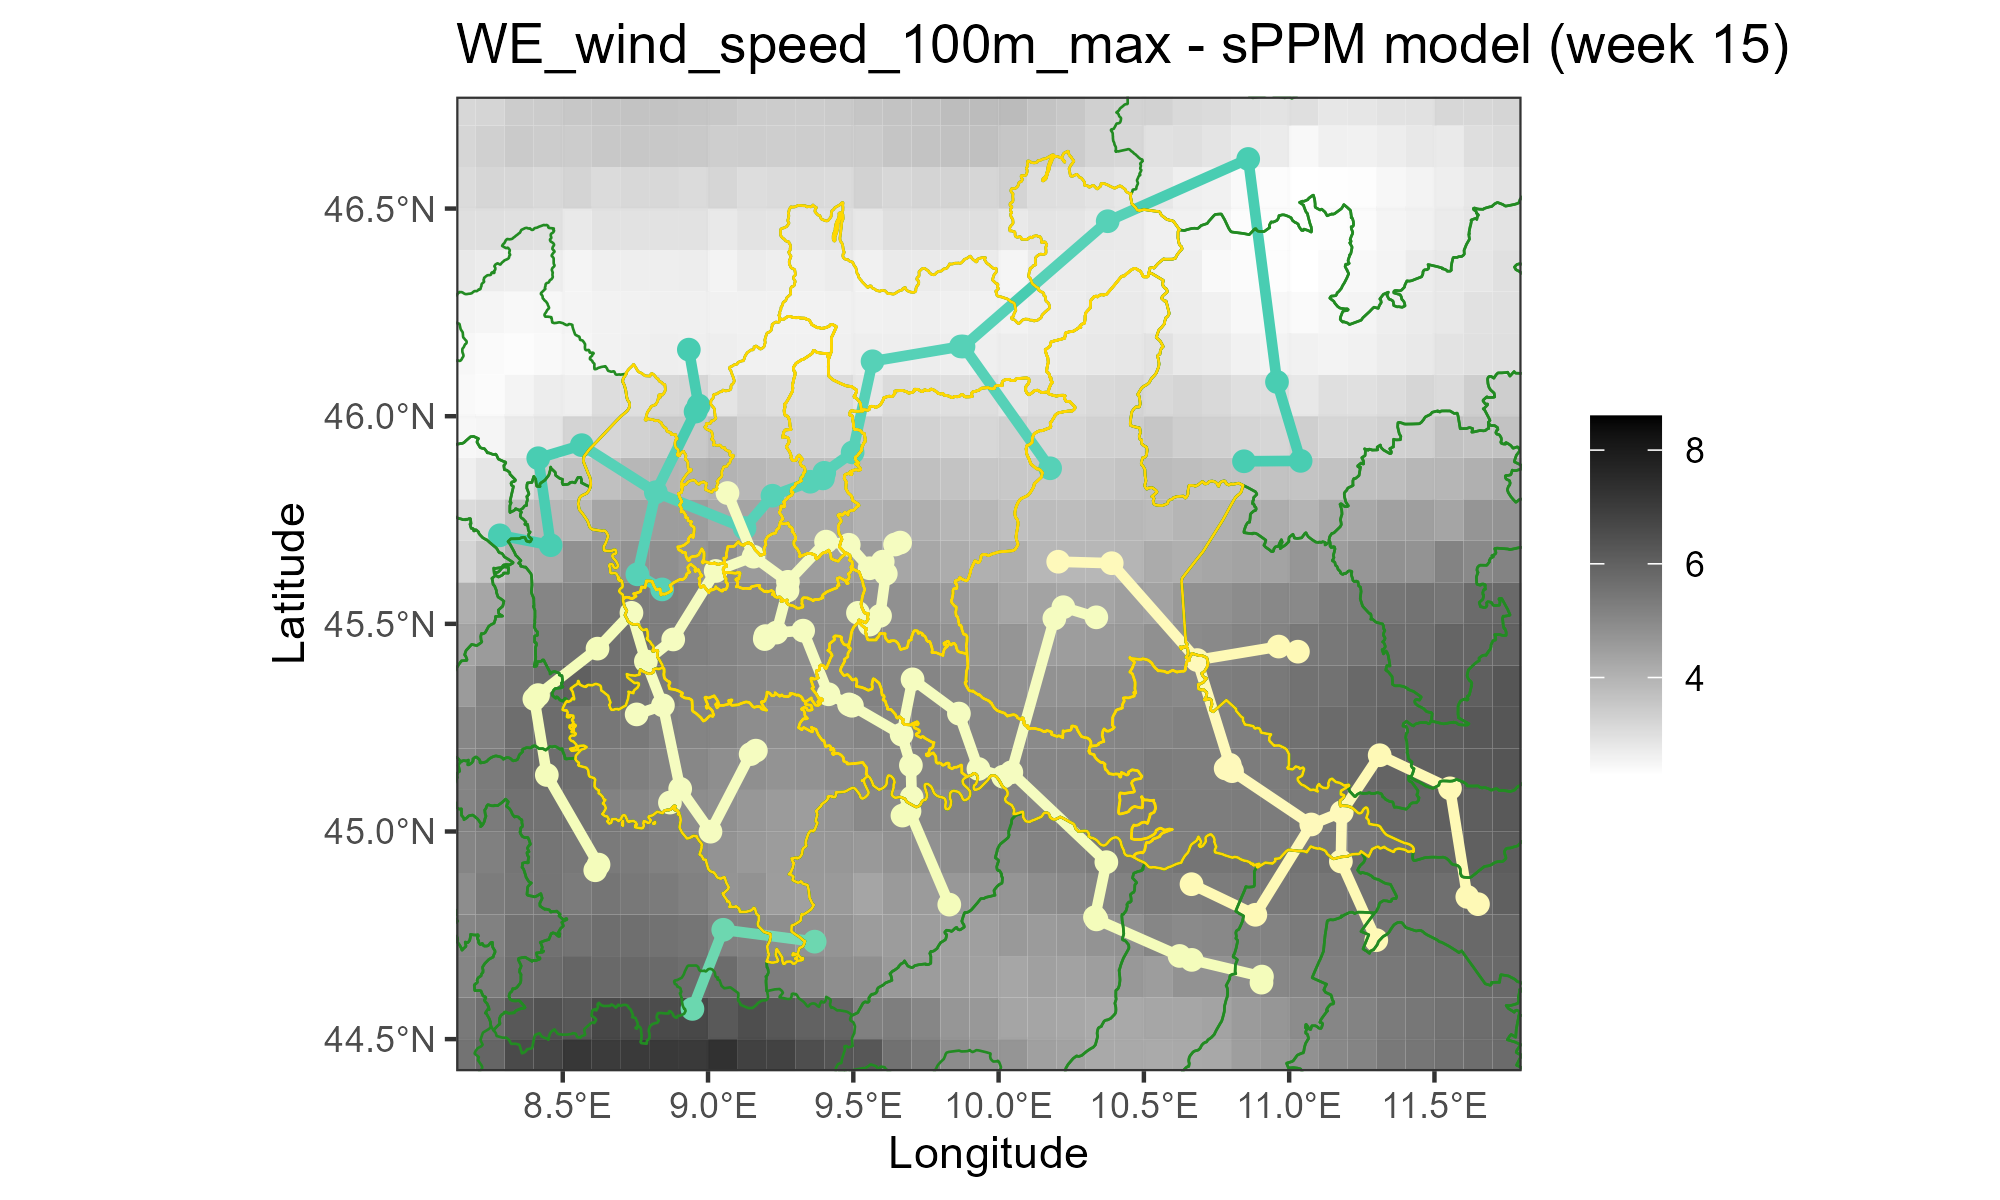 WE_wind_speed_100m_max - sPPM model (week 15)
46.5°N
46.0°N
45.5°N
45.0°N
44.5°N
Latitude
8.5°E 9.0°E 9.5°E 10.0°E 10.5°E 11.0°E 11.5°E
Longitude
8
6
4